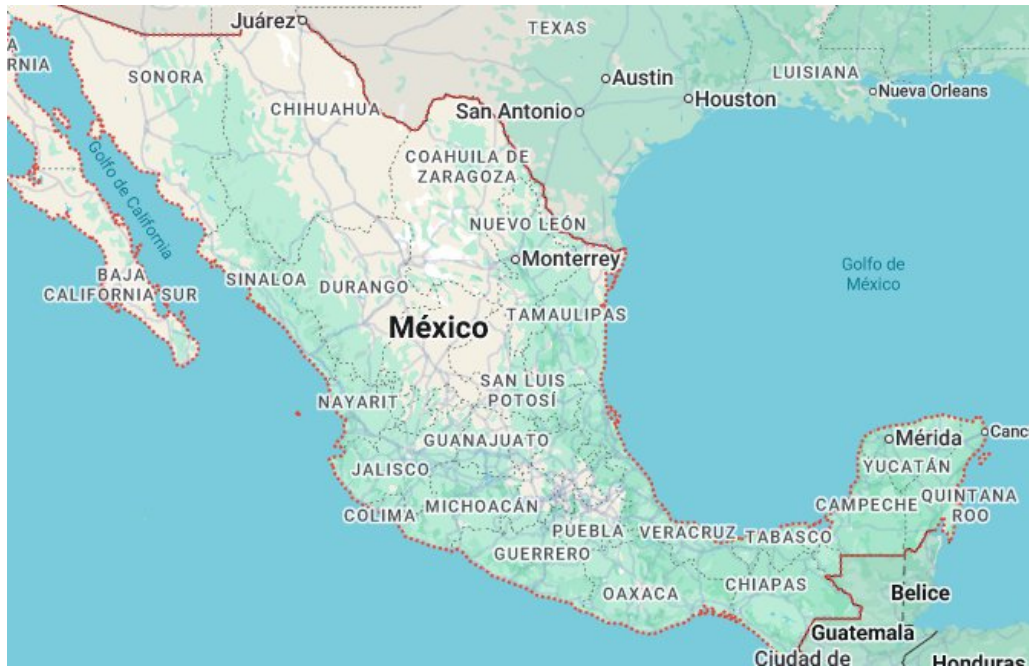 Juárez
TEXAS
A
RNIA
SONORA
Austin
LUISIANA
Nueva Orleans
CHIHUAHUA
San Antonio
Houston
COAHUILA DE
ZARAGOZA
Golfo de California
NUEVO LEÓN
Monterrey
Golfo de
México
BAJA
CALIFORNIA SUR
SINALOA
DURANGO
México
TAMAULIPAS
SAN LUIS
POTOSÍ
NAYARIT
GUANAJUATO
JALISCO
Mérida
Canc
YUCATÁN
COLIMA
MICHOACÁN
CAMPECHE
QUINTANA
ROO
PUEBLA
VERACRUZ
TABASCO
GUERRERO
OAXACA
CHIAPAS
Belice
Guatemala
Ciudad de
Honduras